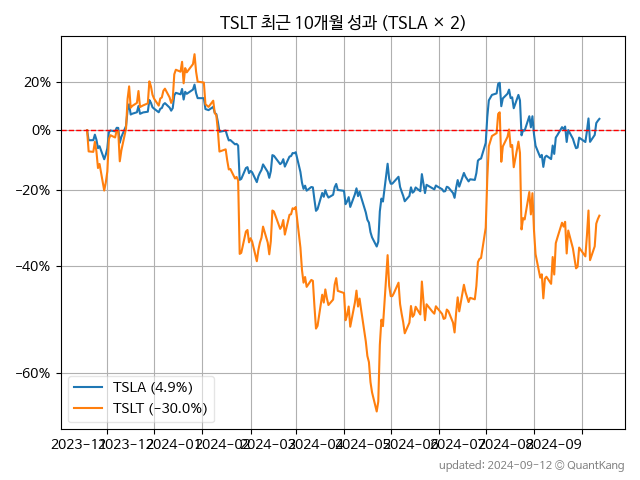 TSLT 최근 10개월 성과 (TSLA × 2)
20%
0%
−20%
−40%
−60%
TSLA (4.9%)
TSLT (−30.0%)
2023−11 2023−12 2024−01 2024−02 2024−03 2024−04 2024−05 2024−06 2024−07 2024−08 2024−09
updated: 2024-09-12 © QuantKang